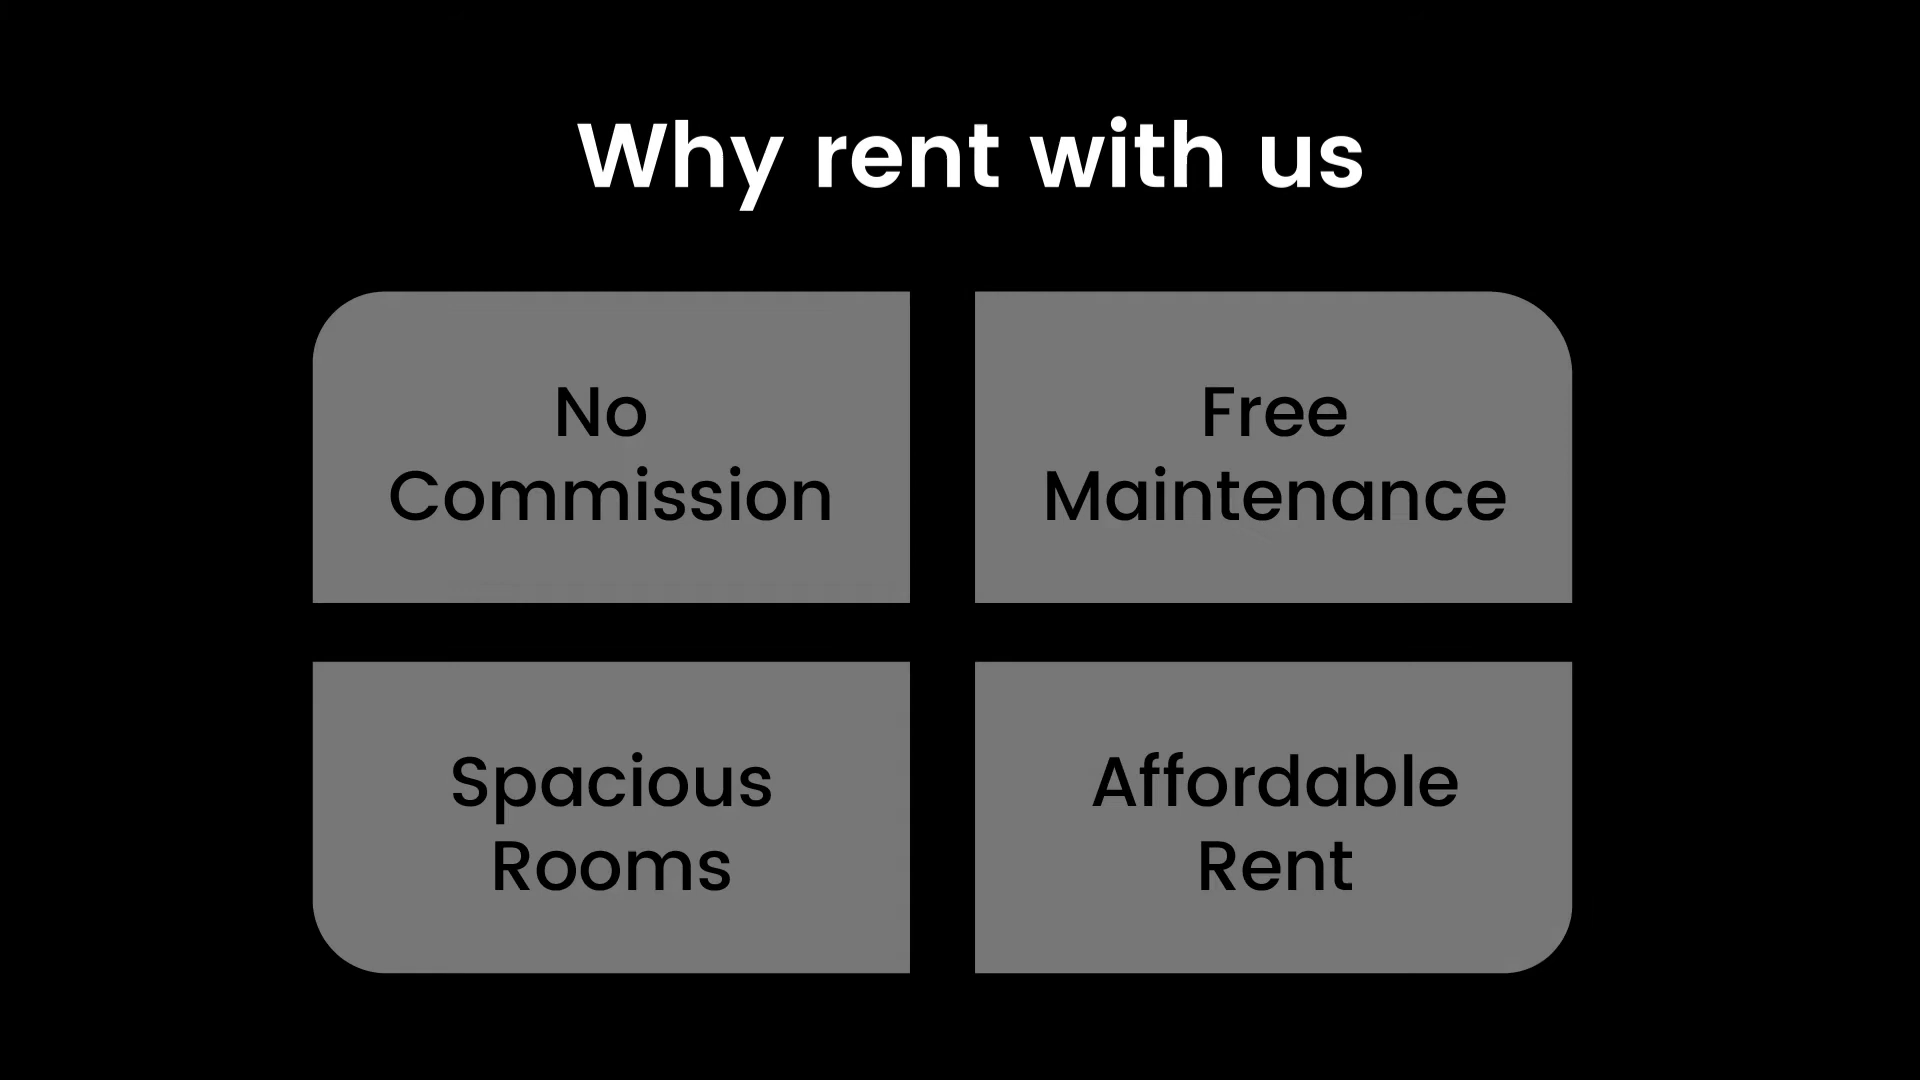 Why rent with us
No
Commission
Free
Maintenance
Spacious
Rooms
Affordable
Rent